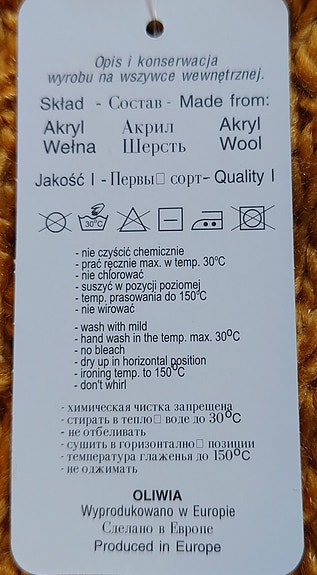 Opis i konserwacja
wyrobu na wszywce wewnętrznej.
Skład - Состав - Made from:
Akryl Акрил Akryl
Wełna Шерсть Wool
Jakość I - Первы□ сорт - Quality I
30°C
- nie czyścić chemicznie
- prać ręcznie max. w temp. 30°C
- nie chlorować
- suszyć w pozycji poziomej
- temp. prasowania do 150°C
- nie wirować
- wash with mild
- hand wash in the temp. max. 30°C
- no bleach
- dry up in horizontal position
- ironing temp. to 150°C
- don't whirl
- химическая чистка запрещена
- стирать в тепло□ воде до 30°C
- не отбеливать
- сушить в горизонтально□ позиции
- температура глаженья до 150°C
- не оджимать
OLIWIA
Wyprodukowano w Europie
Сделано в Европе
Produced in Europe